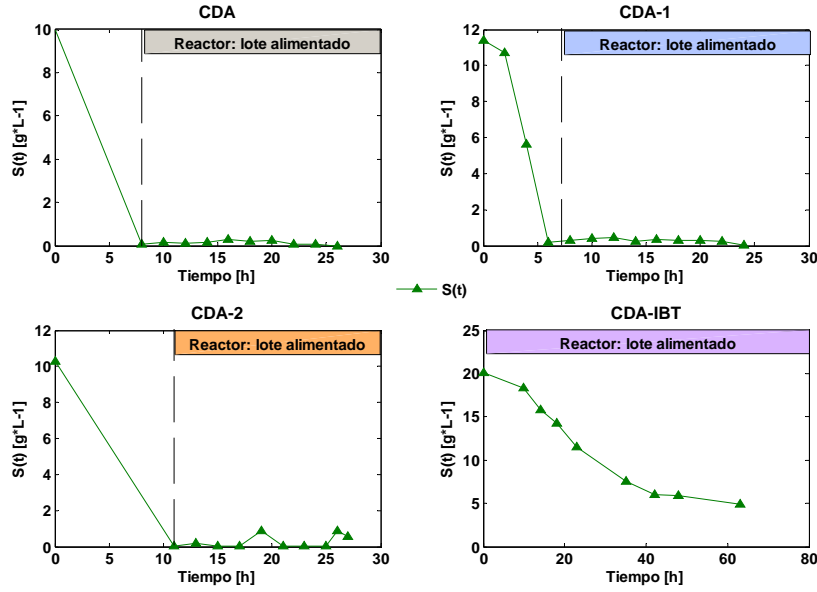 CDA
Reactor: lote alimentado
S(t) [g*L-1]
10
8
6
4
2
0
0 5 10 15 20 25 30
Tiempo [h]
CDA-1
Reactor: lote alimentado
S(t) [g*L-1]
12
10
8
6
4
2
0
0 5 10 15 20 25 30
Tiempo [h]
S(t)
CDA-2
Reactor: lote alimentado
S(t) [g*L-1]
12
10
8
6
4
2
0
0 5 10 15 20 25 30
Tiempo [h]
CDA-IBT
Reactor: lote alimentado
S(t) [g*L-1]
25
20
15
10
5
0
0 20 40 60 80
Tiempo [h]